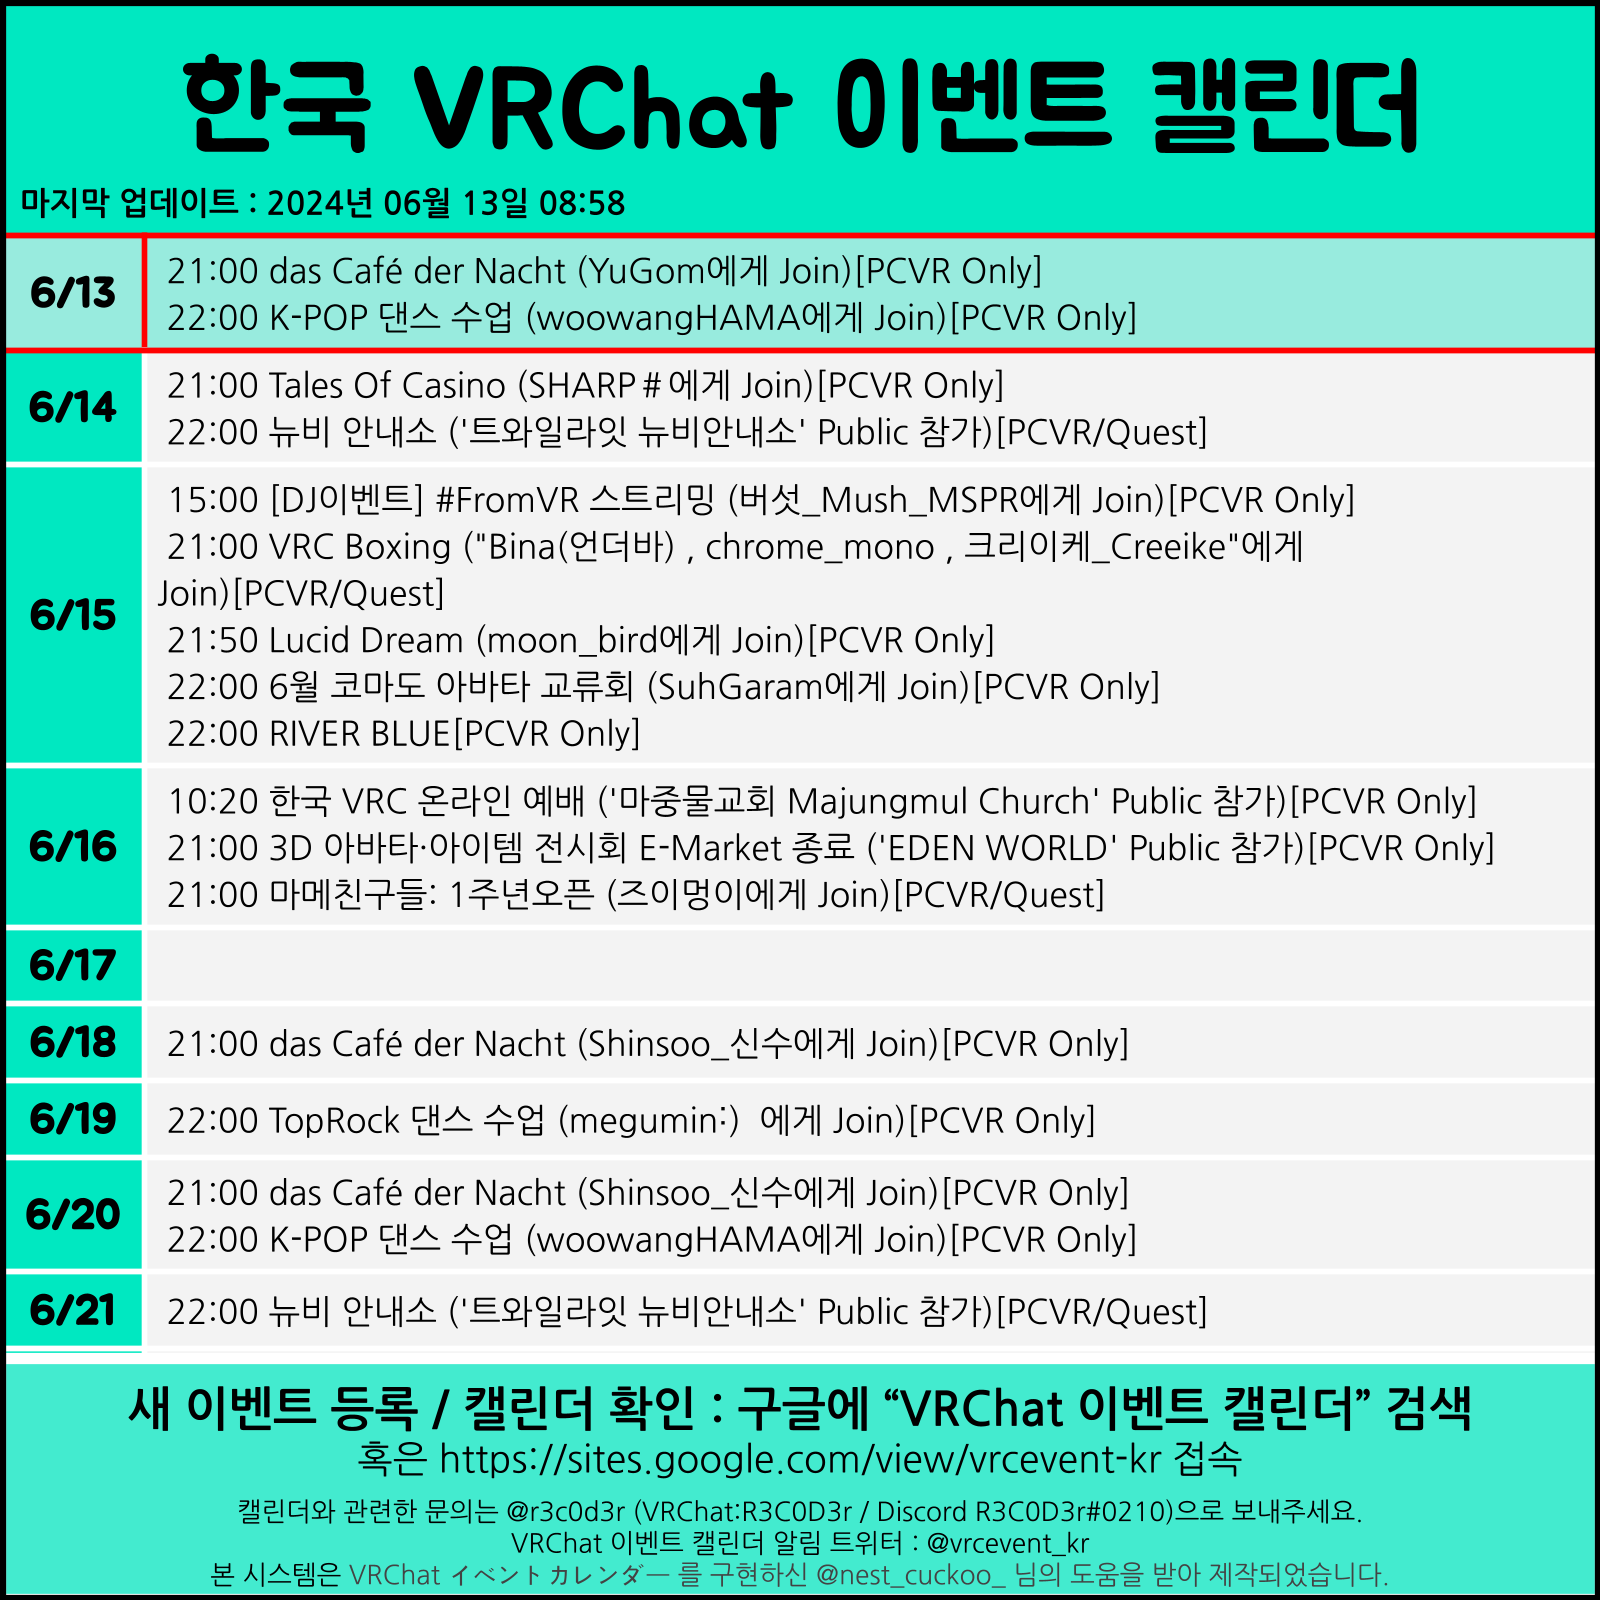 한국 VRChat 이벤트 캘린더
마지막 업데이트 : 2024년 06월 13일 08:58
6/13
21:00 das Café der Nacht (YuGom에게 Join)[PCVR Only]
22:00 K-POP 댄스 수업 (woowangHAMA에게 Join)[PCVR Only]
6/14
21:00 Tales Of Casino (SHARP＃에게 Join)[PCVR Only]
22:00 뉴비 안내소 ('트와일라잇 뉴비안내소' Public 참가)[PCVR/Quest]
6/15
15:00 [DJ이벤트] #FromVR 스트리밍 (버섯_Mush_MSPR에게 Join)[PCVR Only]
21:00 VRC Boxing ("Bina(언더바) , chrome_mono , 크리이케_Creeike"에게
Join)[PCVR/Quest]
21:50 Lucid Dream (moon_bird에게 Join)[PCVR Only]
22:00 6월 코마도 아바타 교류회 (SuhGaram에게 Join)[PCVR Only]
22:00 RIVER BLUE[PCVR Only]
6/16
10:20 한국 VRC 온라인 예배 ('마중물교회 Majungmul Church' Public 참가)[PCVR Only]
21:00 3D 아바타·아이템 전시회 E-Market 종료 ('EDEN WORLD' Public 참가)[PCVR Only]
21:00 마메친구들: 1주년오픈 (즈이멍이에게 Join)[PCVR/Quest]
6/17
6/18
21:00 das Café der Nacht (Shinsoo_신수에게 Join)[PCVR Only]
6/19
22:00 TopRock 댄스 수업 (megumin:)  에게 Join)[PCVR Only]
6/20
21:00 das Café der Nacht (Shinsoo_신수에게 Join)[PCVR Only]
22:00 K-POP 댄스 수업 (woowangHAMA에게 Join)[PCVR Only]
6/21
22:00 뉴비 안내소 ('트와일라잇 뉴비안내소' Public 참가)[PCVR/Quest]
새 이벤트 등록 / 캘린더 확인 : 구글에 “VRChat 이벤트 캘린더” 검색
혹은 https://sites.google.com/view/vrcevent-kr 접속
캘린더와 관련한 문의는 @r3c0d3r (VRChat:R3C0D3r / Discord R3C0D3r#0210)으로 보내주세요.
VRChat 이벤트 캘린더 알림 트위터 : @vrcevent_kr
본 시스템은 VRChat イベントカレンダー 를 구현하신 @nest_cuckoo_ 님의 도움을 받아 제작되었습니다.